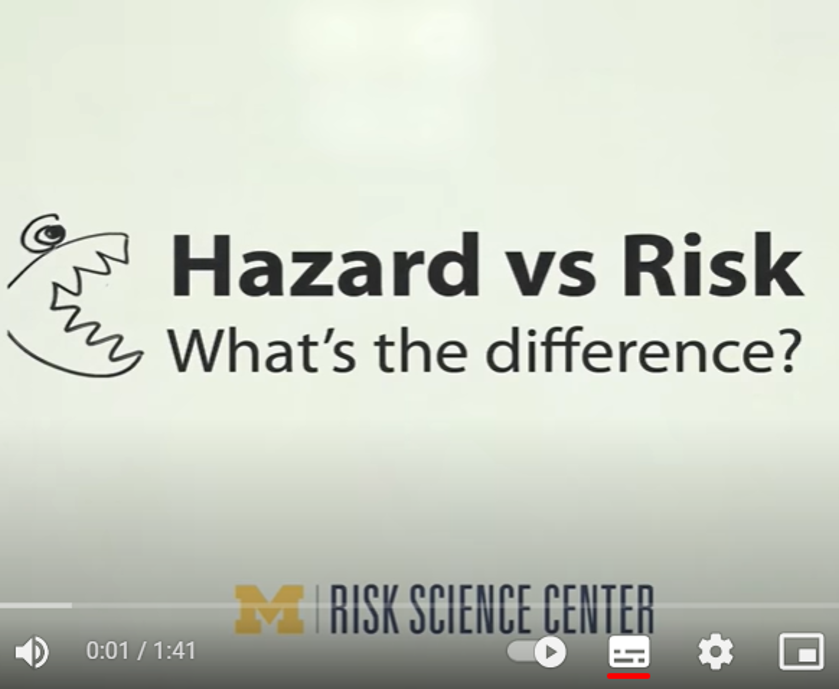 Hazard vs Risk
What's the difference?
M | RISK SCIENCE CENTER
0:01 / 1:41